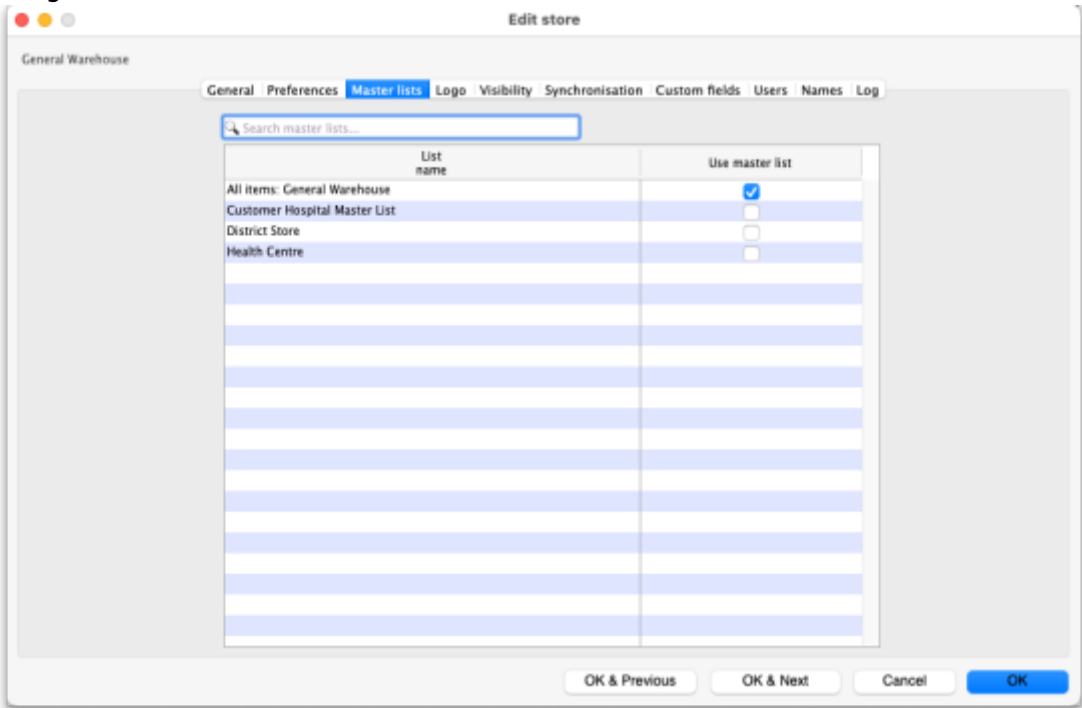 Edit store
General Warehouse
General Preferences Master lists Logo Visibility Synchronisation Custom fields Users Names Log
Search master lists...
List
name
Use master list
All items: General Warehouse
Customer Hospital Master List
District Store
Health Centre
OK & Previous OK & Next Cancel OK